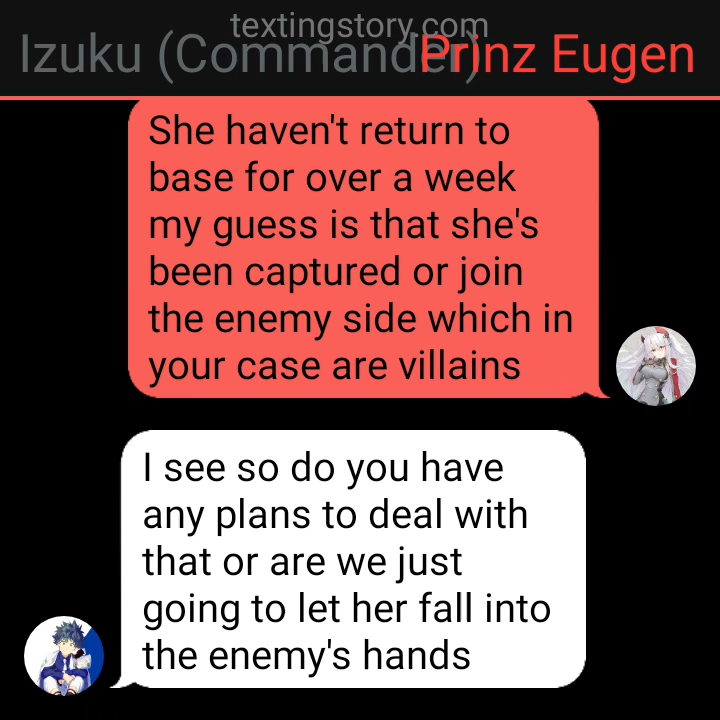 textingstory.com
Izuku (Commander)
Prinz Eugen
She haven't return to
base for over a week
my guess is that she's
been captured or join
the enemy side which in
your case are villains
I see so do you have
any plans to deal with
that or are we just
going to let her fall into
the enemy's hands